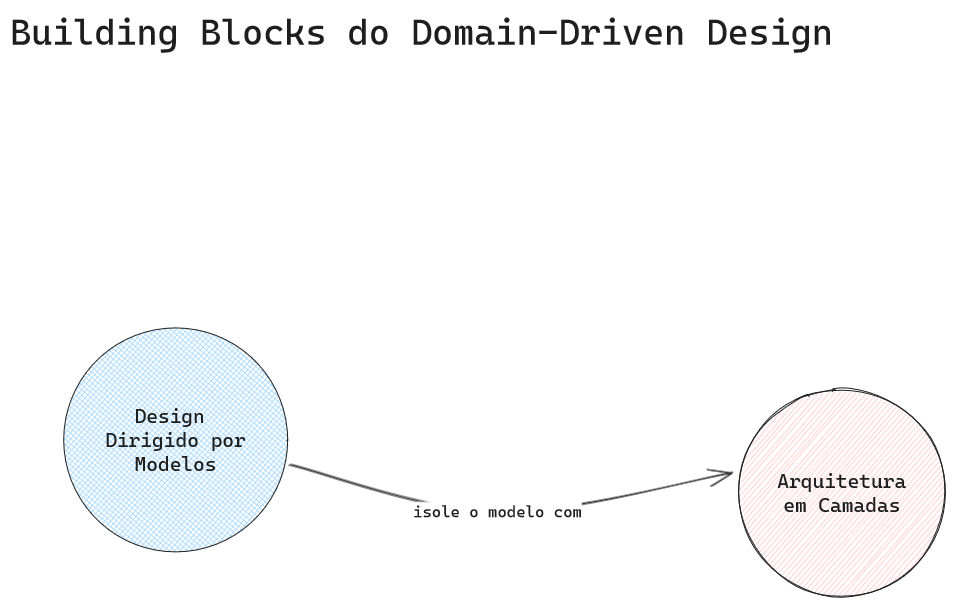 Building Blocks do Domain-Driven Design
Design
Dirigido por
Modelos
isole o modelo com
Arquitetura
em Camadas